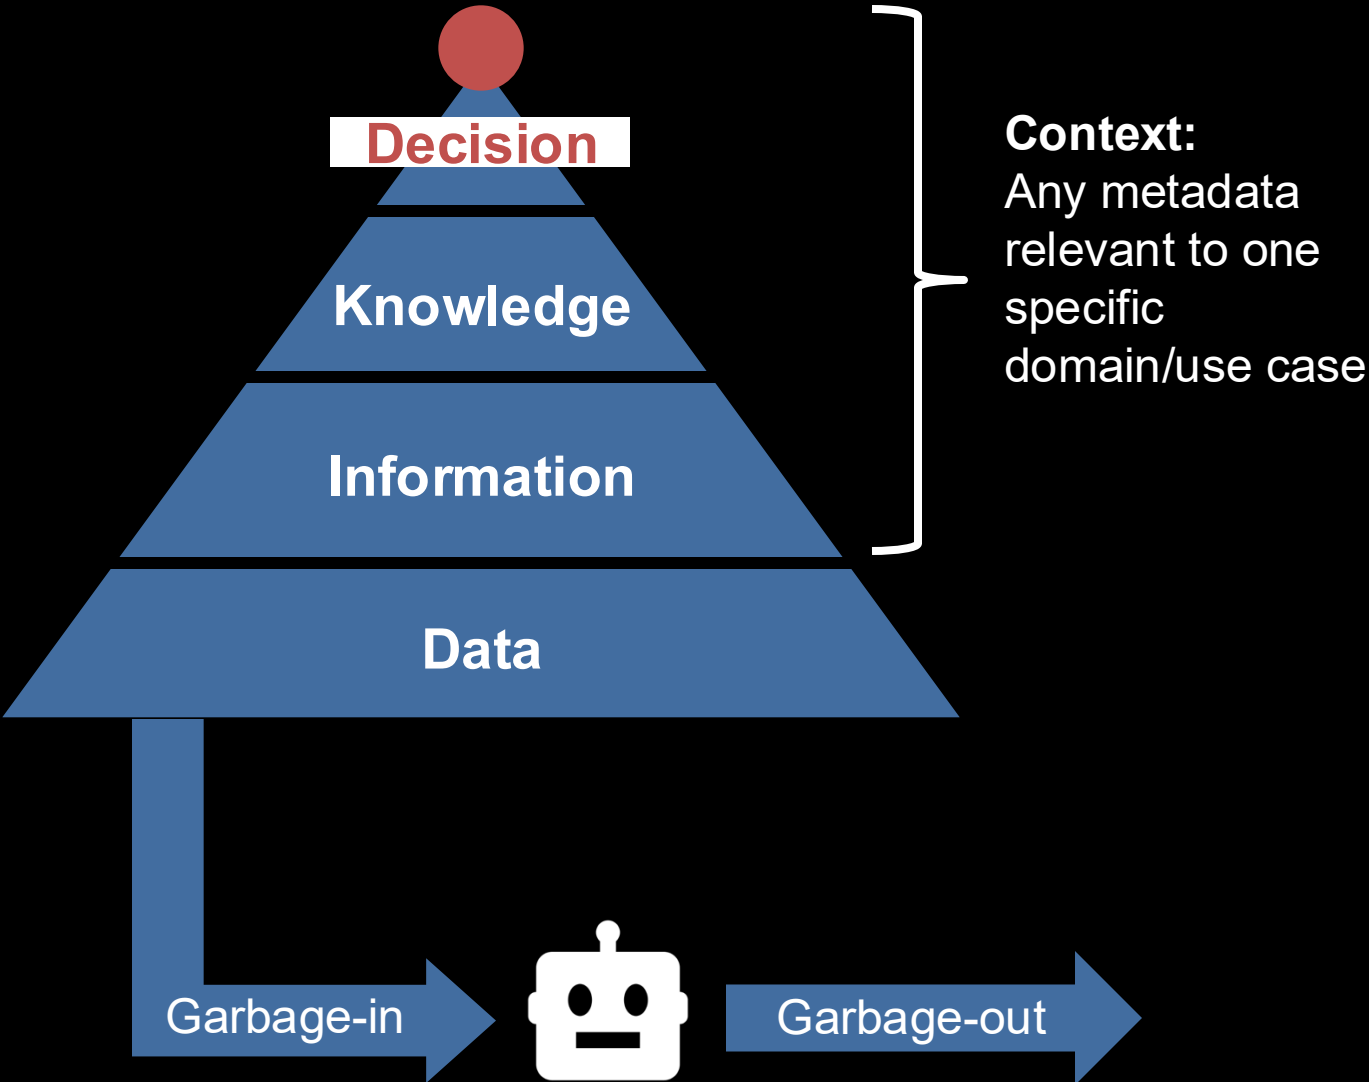 Decision
Knowledge
Information
Data
Context:
Any metadata
relevant to one
specific
domain/use case
Garbage-in
Garbage-out